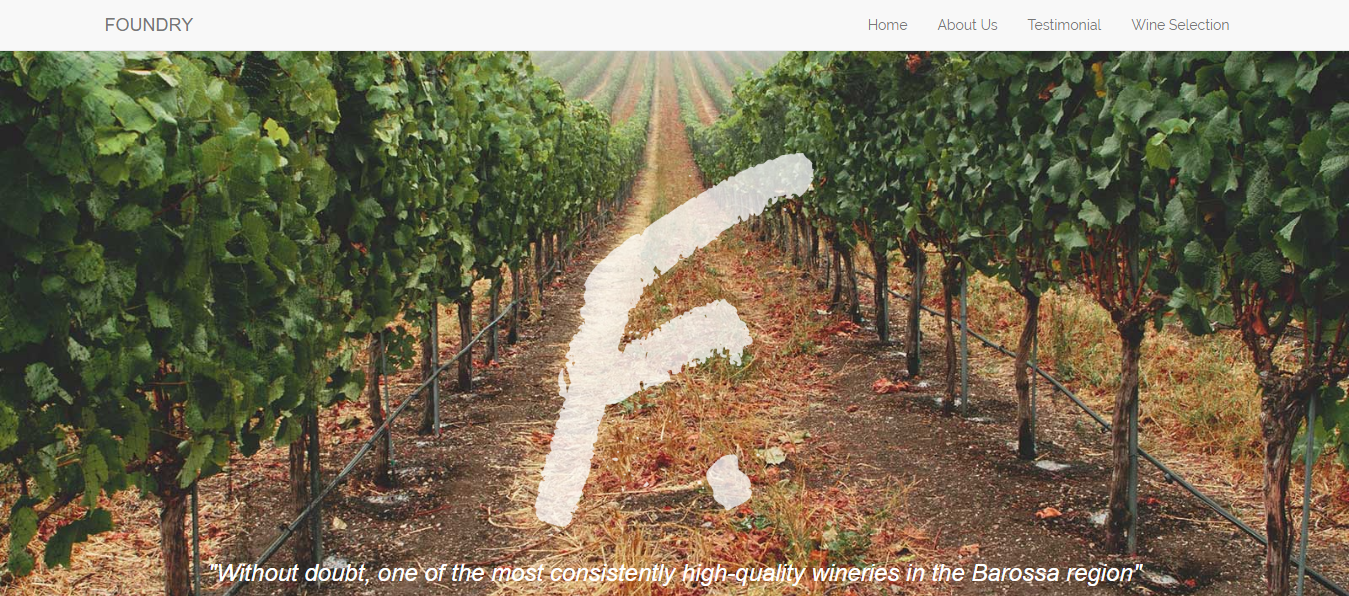 FOUNDRY
Home About Us Testimonial Wine Selection
F.
"Without doubt, one of the most consistently high-quality wineries in the Barossa region"